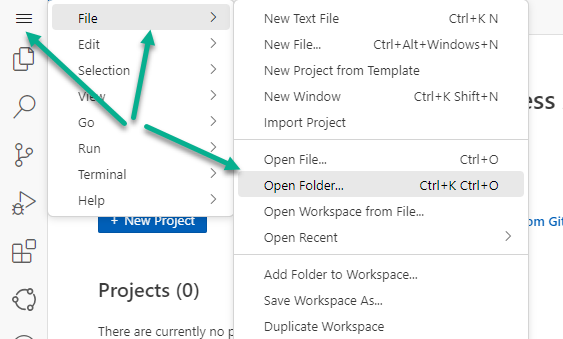 File
Edit
Selection
View
Go
Run
Terminal
Help
New Text File Ctrl+K N
New File... Ctrl+Alt+Windows+N
New Project from Template
New Window Ctrl+K Shift+N
Import Project
Open File... Ctrl+O
Open Folder... Ctrl+K Ctrl+O
Open Workspace from File...
Open Recent
Add Folder to Workspace...
Save Workspace As...
Duplicate Workspace
ess
+ New Project
om Git
Projects (0)
There are currently no p